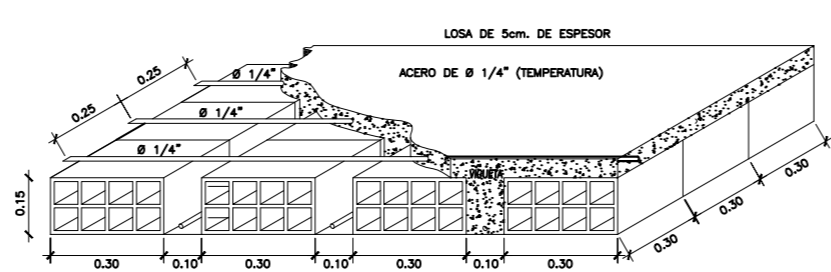 LOSA DE 5cm. DE ESPESOR
ACERO DE Ø 1/4" (TEMPERATURA)
Ø 1/4"
0.25
Ø 1/4"
0.25
Ø 1/4"
VIGUETA
0.15
0.30
0.30
0.30
0.30
0.10
0.30
0.10
0.30
0.10
0.30